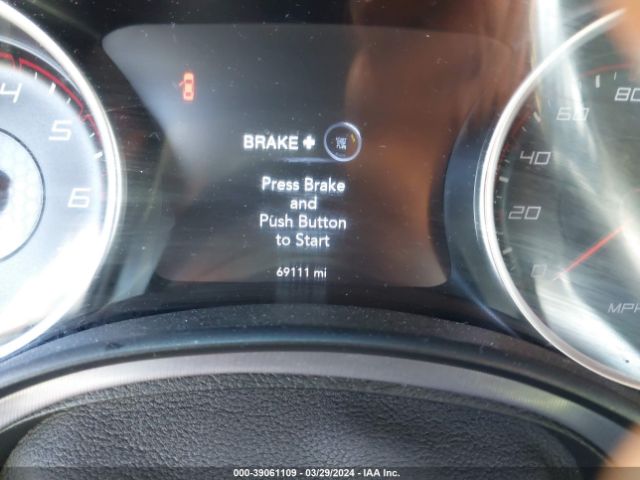 4
5
6
BRAKE +
Press Brake
and
Push Button
to Start
69111 mi
80
60
40
20
0
MPH
000-39061109 - 03/29/2024 - IAA Inc.